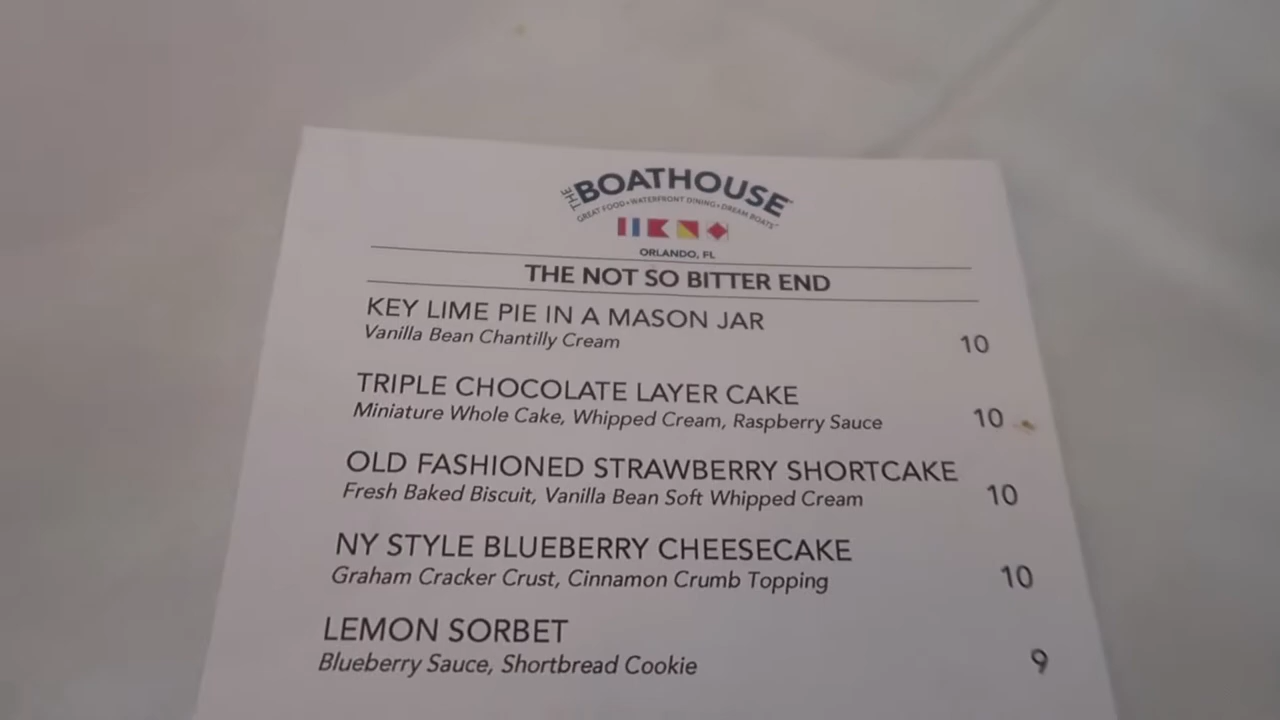 THE BOATHOUSE
GREAT FOOD • WATERFRONT DINING • DREAM BOATS
ORLANDO, FL
THE NOT SO BITTER END
KEY LIME PIE IN A MASON JAR
Vanilla Bean Chantilly Cream 10
TRIPLE CHOCOLATE LAYER CAKE
Miniature Whole Cake, Whipped Cream, Raspberry Sauce 10
OLD FASHIONED STRAWBERRY SHORTCAKE
Fresh Baked Biscuit, Vanilla Bean Soft Whipped Cream 10
NY STYLE BLUEBERRY CHEESECAKE
Graham Cracker Crust, Cinnamon Crumb Topping 10
LEMON SORBET
Blueberry Sauce, Shortbread Cookie 9